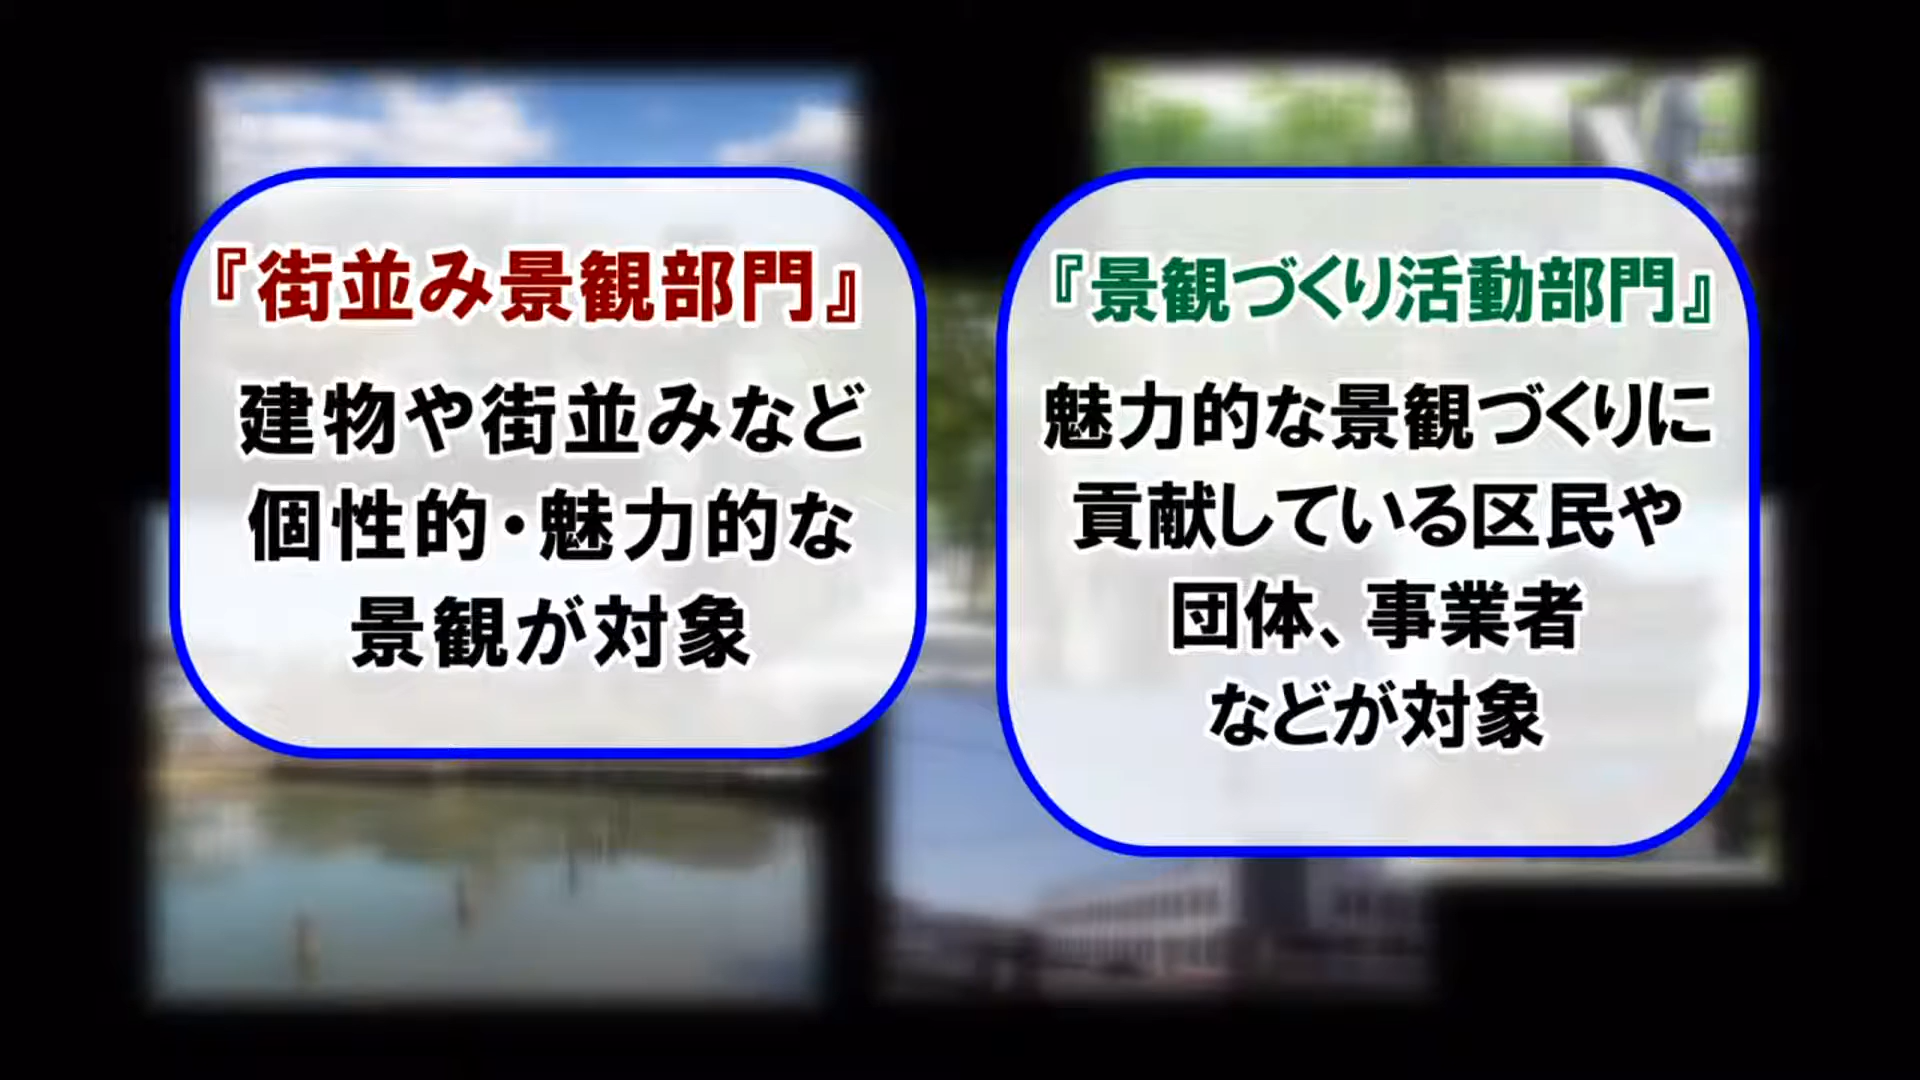 『街並み景観部門』
建物や街並みなど
個性的・魅力的な
景観が対象
『景観づくり活動部門』
魅力的な景観づくりに
貢献している区民や
団体、事業者
などが対象